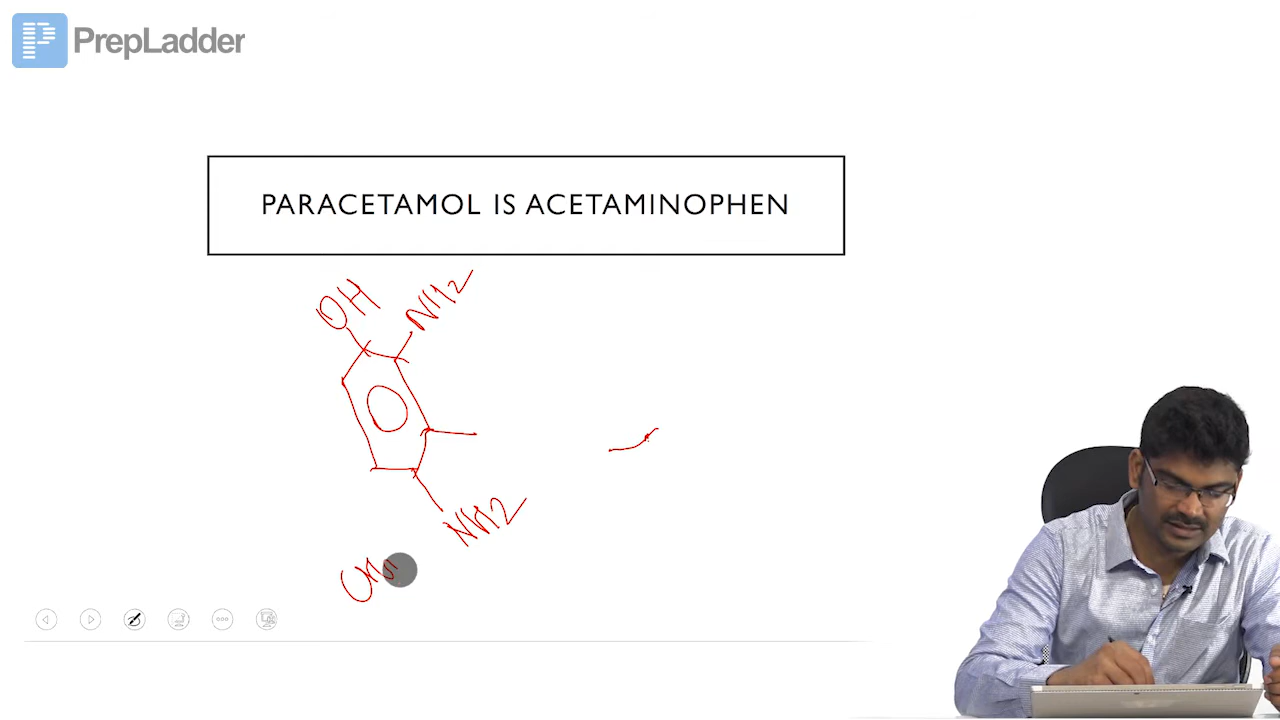 PrepLadder
PARACETAMOL IS ACETAMINOPHEN
OH
NH2
NH2